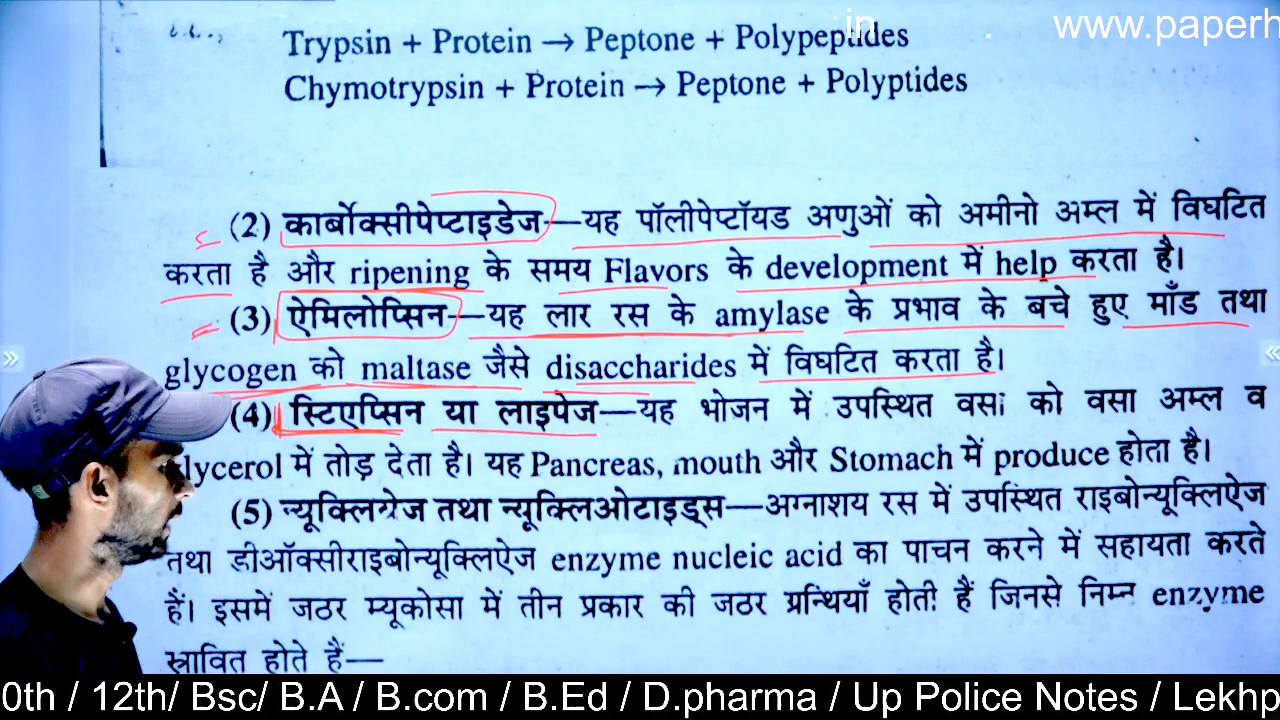 in . www.paperh
Trypsin + Protein → Peptone + Polypeptides
Chymotrypsin + Protein → Peptone + Polyptides
(2) कार्बोक्सीपेप्टाइडेज—यह पॉलीपेप्टॉयड अणुओं को अमीनो अम्ल में विघटित
करता है और ripening के समय Flavors के development में help करता है।
(3) ऐमिलोप्सिन—यह लार रस के amylase के प्रभाव के बचे हुए माँड तथा
glycogen को maltase जैसे disaccharides में विघटित करता है।
(4) स्टिएप्सिन या लाइपेज—यह भोजन में उपस्थित वसा को वसा अम्ल व
lycerol में तोड़ देता है। यह Pancreas, mouth और Stomach में produce होता है।
(5) न्यूक्लियेज तथा न्यूक्लिओटाइड्स—अग्नाशय रस में उपस्थित राइबोन्यूक्लिऐज
तथा डीऑक्सीराइबोन्यूक्लिऐज enzyme nucleic acid का पाचन करने में सहायता करते
हैं। इसमें जठर म्यूकोसा में तीन प्रकार की जठर ग्रन्थियाँ होती हैं जिनसे निम्न enzyme
स्रावित होते हैं—
0th / 12th/ Bsc/ B.A / B.com / B.Ed / D.pharma / Up Police Notes / Lekhp